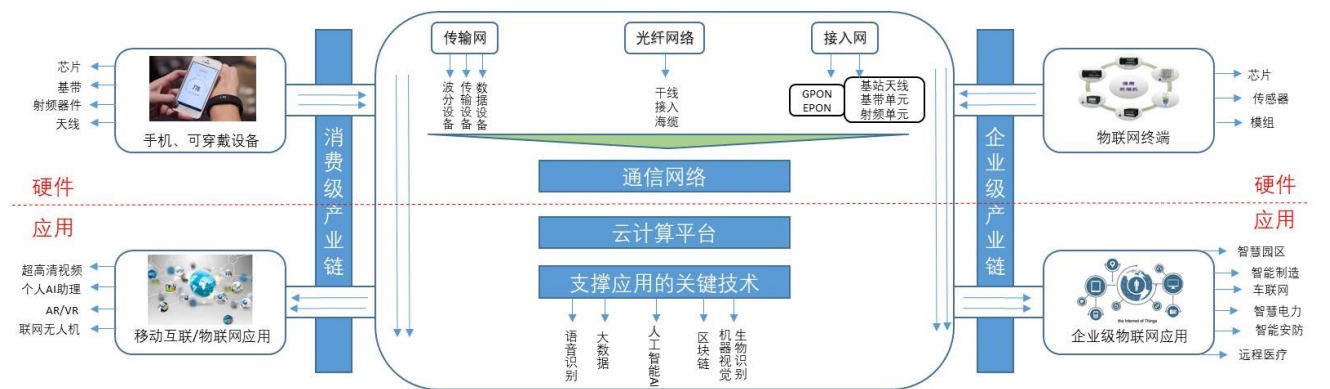 传输网
光纤网络
接入网
波分设备
传输设备
数据设备
干线
接入
海缆
GPON
EPON
基站天线
基带单元
射频单元
芯片
基带
射频器件
天线
手机、可穿戴设备
消费级产业链
企业级产业链
物联网终端
芯片
传感器
模组
通信网络
硬件
硬件
应用
应用
云计算平台
支撑应用的关键技术
超高清视频
个人AI助理
AR/VR
联网无人机
移动互联/物联网应用
语音识别
大数据
人工智能AI
区块链
机器视觉
生物识别
the Internet of Things
企业级物联网应用
智慧园区
智能制造
车联网
智慧电力
智能安防
远程医疗